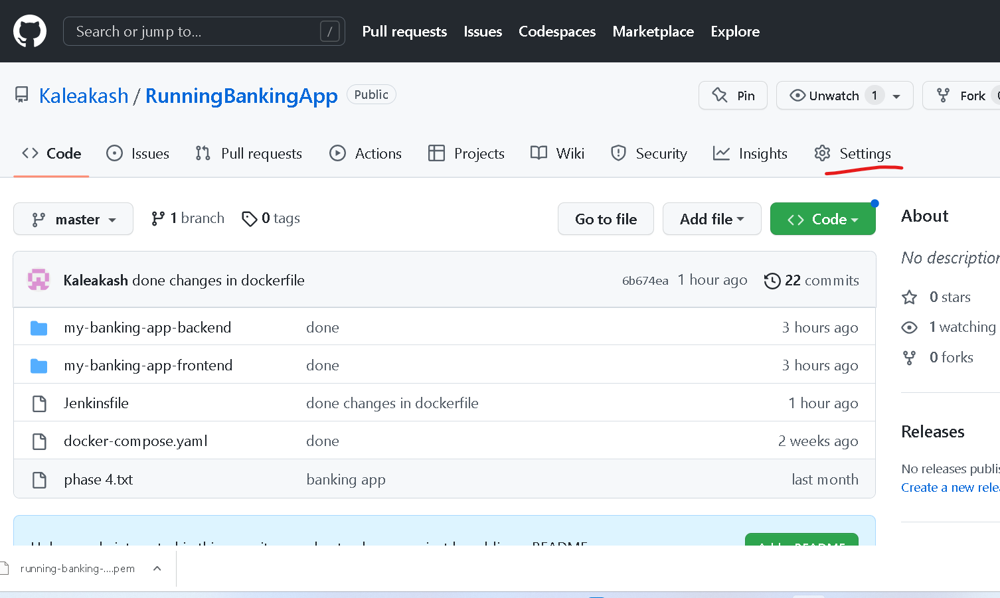 Search or jump to... / Pull requests Issues Codespaces Marketplace Explore
Kaleakash / RunningBankingApp Public Pin Unwatch 1 Fork
Code Issues Pull requests Actions Projects Wiki Security Insights Settings
master 1 branch 0 tags Go to file Add file Code
About
No description
Kaleakash done changes in dockerfile 6b674ea 1 hour ago 22 commits
0 stars
my-banking-app-backend done 3 hours ago
1 watching
my-banking-app-frontend done 3 hours ago
0 forks
Jenkinsfile done changes in dockerfile 1 hour ago
docker-compose.yaml done 2 weeks ago
Releases
phase 4.txt banking app last month
No releases publis
Create a new relea
README
running-banking-....pem